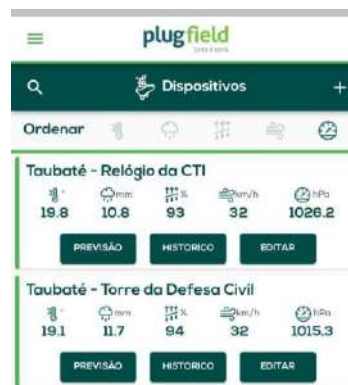 plugfield
Dispositivos +
Ordenar
Taubaté - Relógio da CTI
° mm % km/h hPa
19.8 10.8 93 32 1026.2
PREVISÃO HISTORICO EDITAR
Taubaté - Torre da Defesa Civil
° mm % km/h hPa
19.1 11.7 94 32 1015.3
PREVISÃO HISTORICO EDITAR